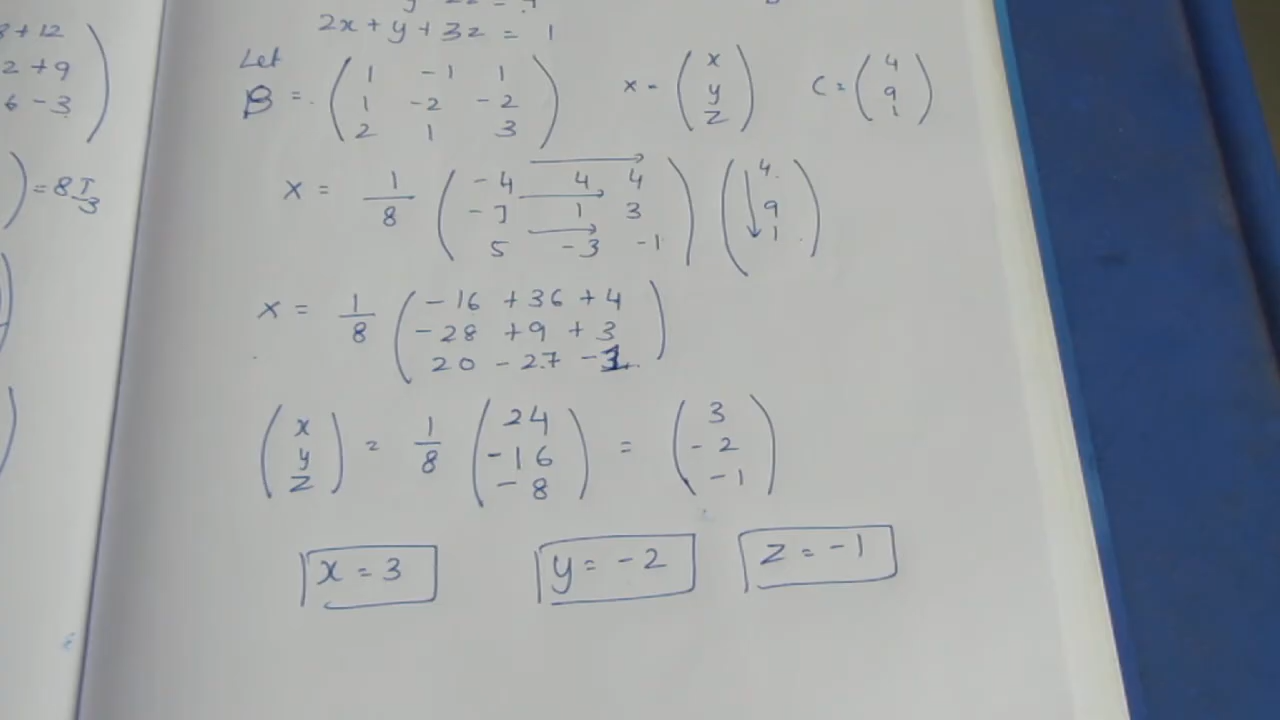 8 + 12
2 + 9
6 - 3
) = 8 I/3
2x + y + 3z = 1
Let
B = ( 1 -1 1
1 -2 -2
2 1 3 )
x = ( x
y
z )
C = ( 4
9
1 )
X = 1/8 ( -4 4 4
-7 1 3
5 -3 -1 ) ( 4
9
1 )
X = 1/8 ( -16 + 36 + 4
-28 + 9 + 3
20 - 27 - 1 )
( x
y
z ) = 1/8 ( 24
-16
-8 ) = ( 3
-2
-1 )
x = 3 y = -2 z = -1